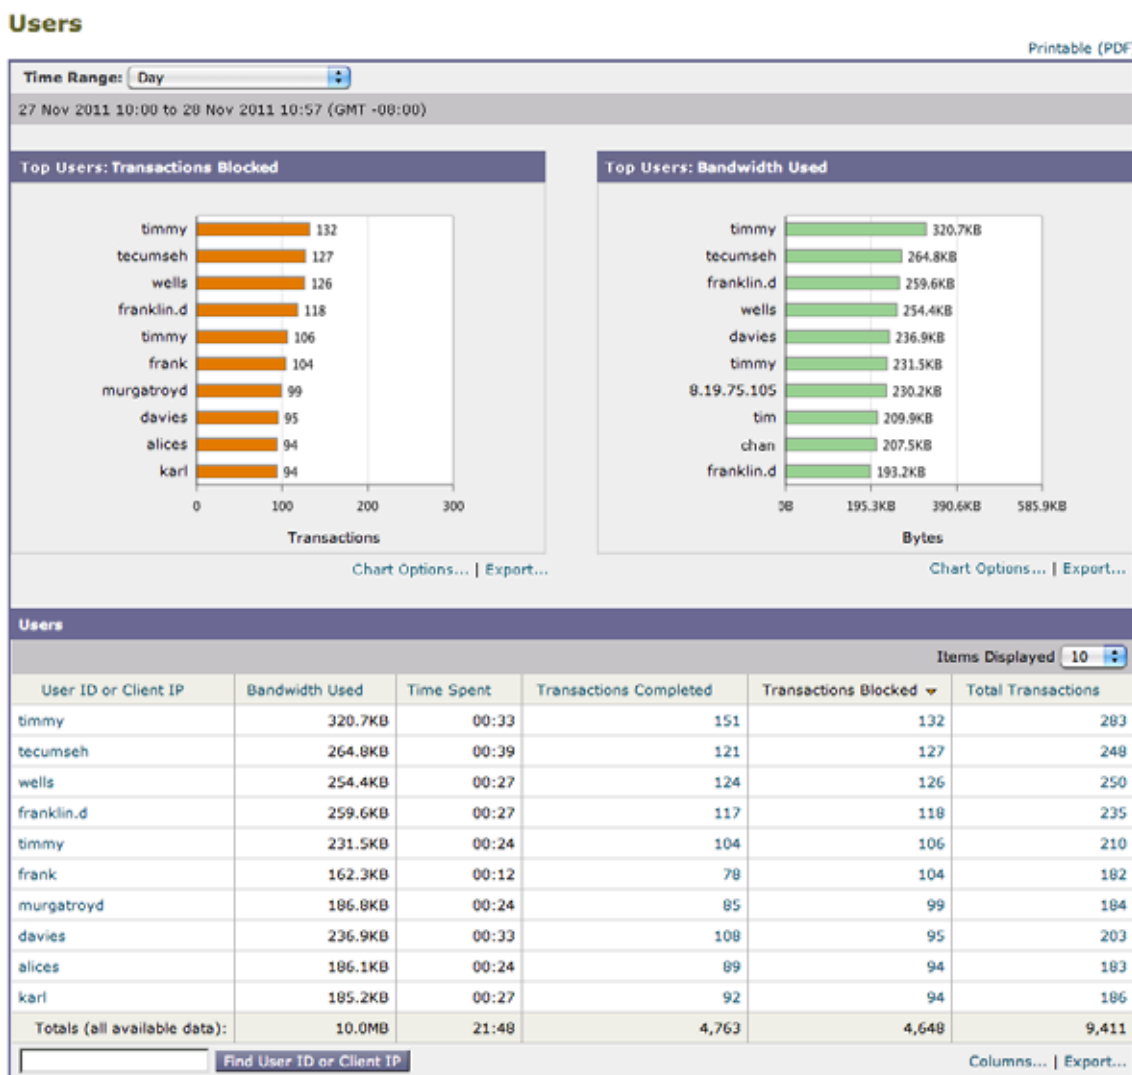 Users
Printable (PDF
Time Range: Day
27 Nov 2011 10:00 to 28 Nov 2011 10:57 (GMT -08:00)
Top Users: Transactions Blocked
timmy 132
tecumseh 127
wells 126
franklin.d 118
timmy 106
frank 104
murgatroyd 99
davies 95
alices 94
karl 94
0 100 200 300
Transactions
Chart Options... | Export...
Top Users: Bandwidth Used
timmy 320.7KB
tecumseh 264.8KB
franklin.d 259.6KB
wells 254.4KB
davies 236.9KB
timmy 231.5KB
8.19.75.105 230.2KB
tim 209.9KB
chan 207.5KB
franklin.d 193.2KB
0B 195.3KB 390.6KB 585.9KB
Bytes
Chart Options... | Export...
Users
Items Displayed 10
User ID or Client IP Bandwidth Used Time Spent Transactions Completed Transactions Blocked Total Transactions
timmy 320.7KB 00:33 151 132 283
tecumseh 264.8KB 00:39 121 127 248
wells 254.4KB 00:27 124 126 250
franklin.d 259.6KB 00:27 117 118 235
timmy 231.5KB 00:24 104 106 210
frank 162.3KB 00:12 78 104 182
murgatroyd 186.8KB 00:24 85 99 184
davies 236.9KB 00:33 108 95 203
alices 186.1KB 00:24 89 94 183
karl 185.2KB 00:27 92 94 186
Totals (all available data): 10.0MB 21:48 4,763 4,648 9,411
Find User ID or Client IP
Columns... | Export...